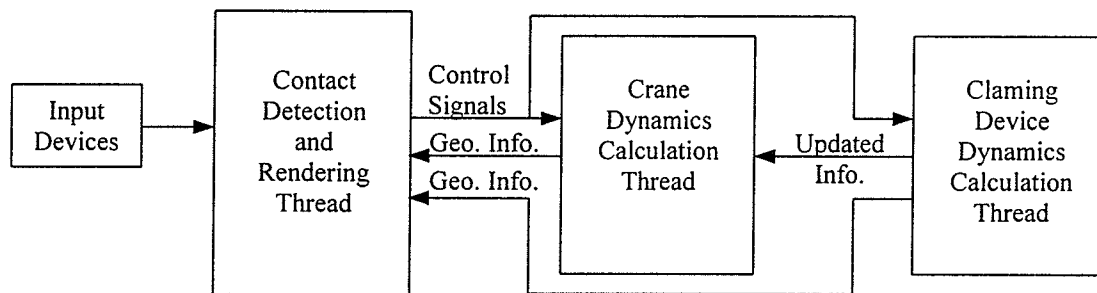 Input
Devices
Contact
Detection
and
Rendering
Thread
Control
Signals
Geo. Info.
Geo. Info.
Crane
Dynamics
Calculation
Thread
Updated
Info.
Claming
Device
Dynamics
Calculation
Thread